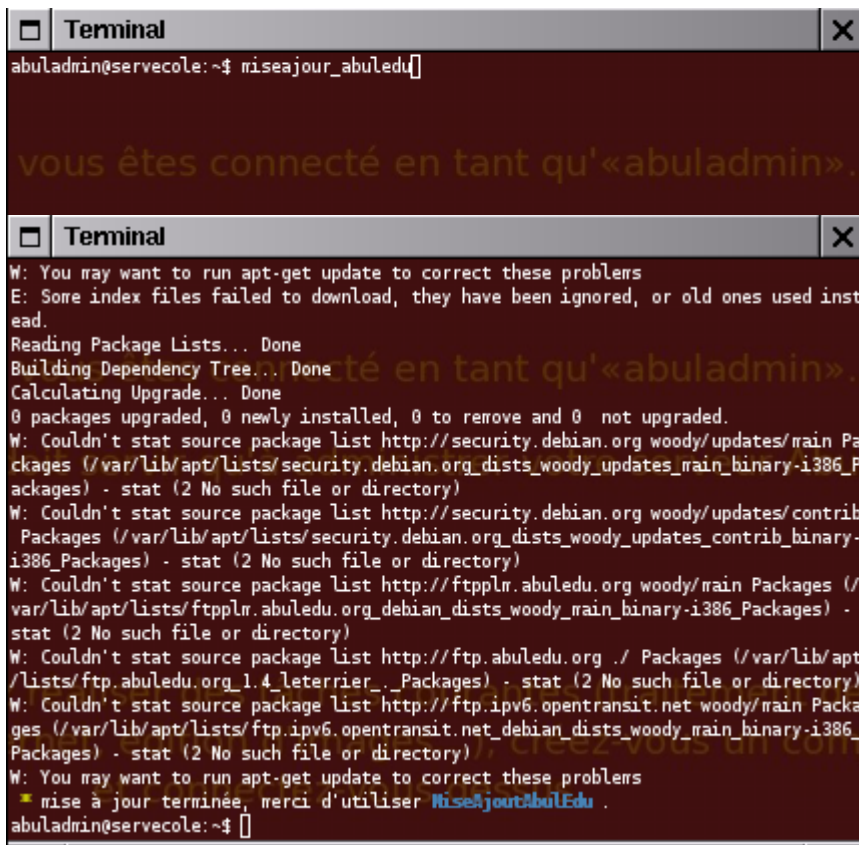 Terminal
abuladmin@servecole:~$ miseajour_abuledu
vous êtes connecté en tant qu'«abuladmin».
Terminal
W: You may want to run apt-get update to correct these problems
E: Some index files failed to download, they have been ignored, or old ones used inst
ead.
Reading Package Lists... Done
Building Dependency Tree... Done
Calculating Upgrade... Done
0 packages upgraded, 0 newly installed, 0 to remove and 0  not upgraded.
W: Couldn't stat source package list http://security.debian.org woody/updates/main Pa
ckages (/var/lib/apt/lists/security.debian.org_dists_woody_updates_main_binary-i386_P
ackages) - stat (2 No such file or directory)
W: Couldn't stat source package list http://security.debian.org woody/updates/contrib
 Packages (/var/lib/apt/lists/security.debian.org_dists_woody_updates_contrib_binary-
i386_Packages) - stat (2 No such file or directory)
W: Couldn't stat source package list http://ftpplm.abuledu.org woody/main Packages (/
var/lib/apt/lists/ftpplm.abuledu.org_debian_dists_woody_main_binary-i386_Packages) -
stat (2 No such file or directory)
W: Couldn't stat source package list http://ftp.abuledu.org ./ Packages (/var/lib/apt
/lists/ftp.abuledu.org_1.4_leterrier_._Packages) - stat (2 No such file or directory)
W: Couldn't stat source package list http://ftp.ipv6.opentransit.net woody/main Packa
ges (/var/lib/apt/lists/ftp.ipv6.opentransit.net_debian_dists_woody_main_binary-i386_
Packages) - stat (2 No such file or directory)
W: You may want to run apt-get update to correct these problems
* mise à jour terminée, merci d'utiliser MiseAjoutAbulEdu .
abuladmin@servecole:~$